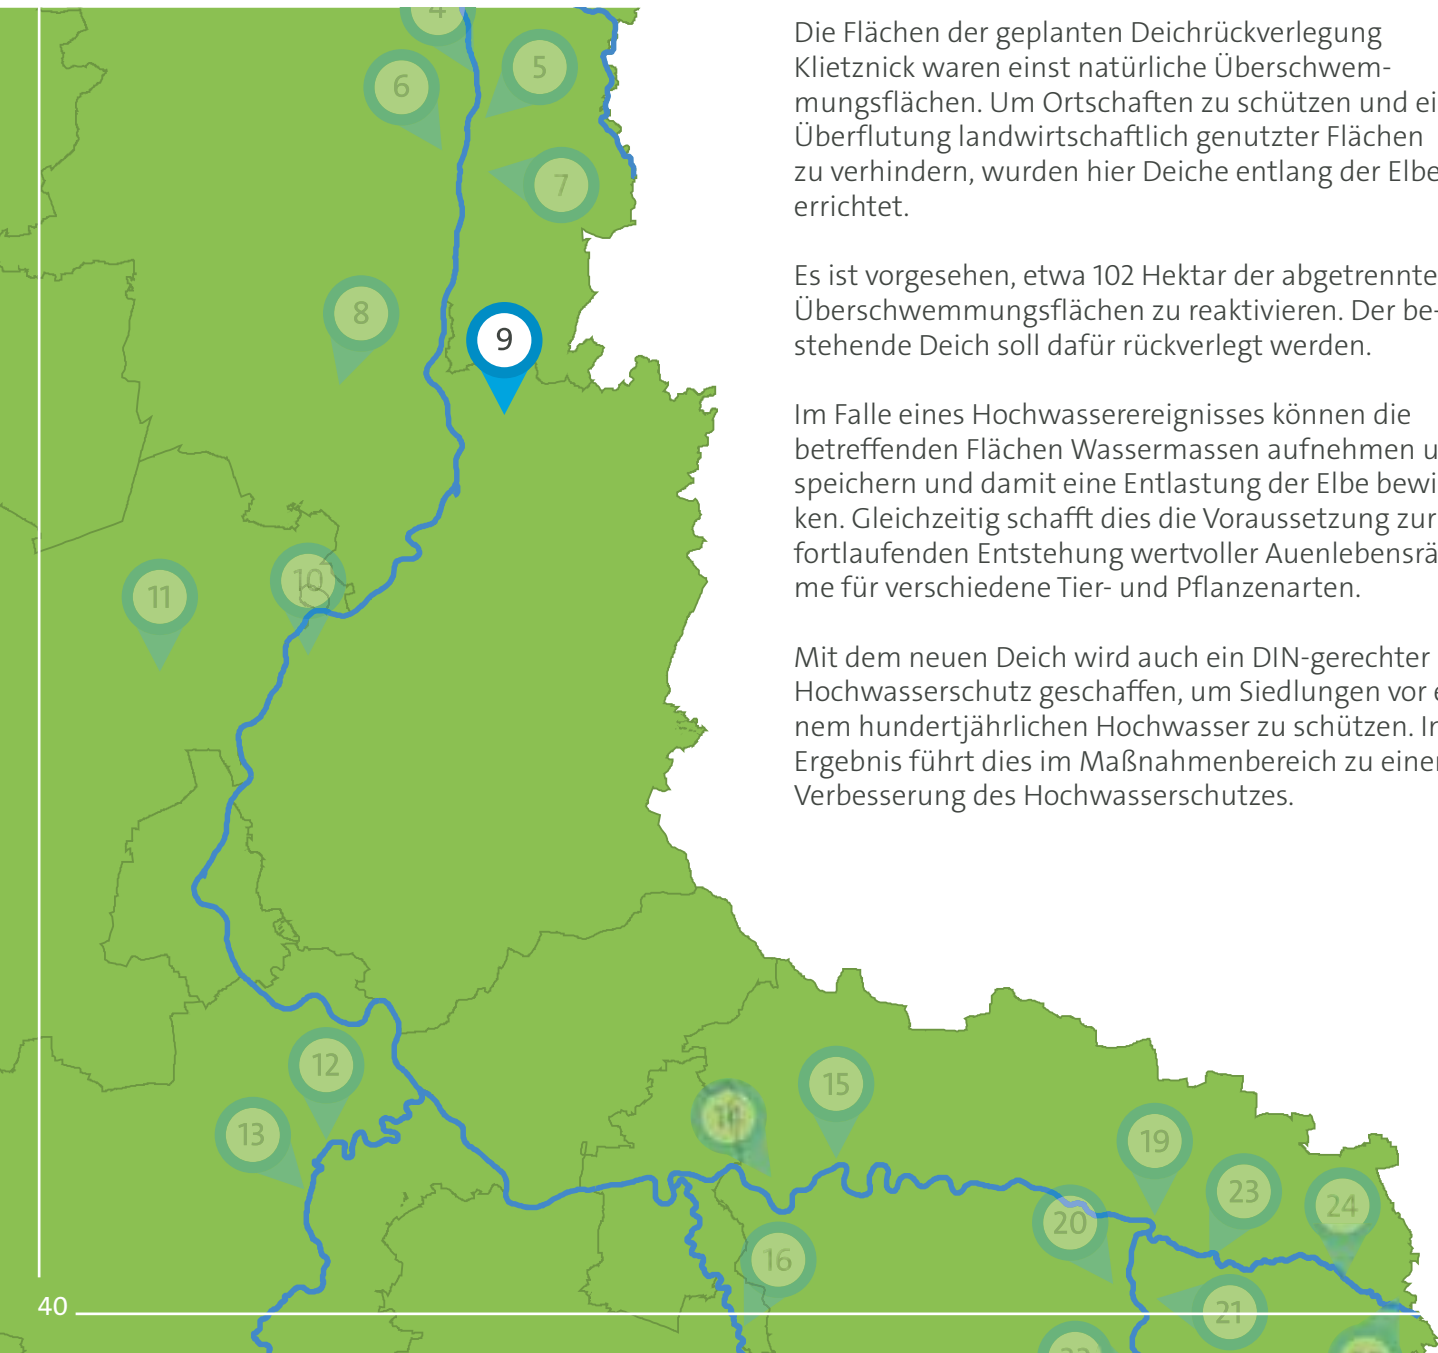 4
5
6
7
8
9
10
11
12
13
14
15
16
19
20
23
24
21
40
Die Flächen der geplanten Deichrückverlegung
Klietznick waren einst natürliche Überschwem-
mungsflächen. Um Ortschaften zu schützen und ei
Überflutung landwirtschaftlich genutzter Flächen
zu verhindern, wurden hier Deiche entlang der Elbe
errichtet.
Es ist vorgesehen, etwa 102 Hektar der abgetrennte
Überschwemmungsflächen zu reaktivieren. Der be-
stehende Deich soll dafür rückverlegt werden.
Im Falle eines Hochwasserereignisses können die
betreffenden Flächen Wassermassen aufnehmen u
speichern und damit eine Entlastung der Elbe bewi
ken. Gleichzeitig schafft dies die Voraussetzung zur
fortlaufenden Entstehung wertvoller Auenlebensrä
me für verschiedene Tier- und Pflanzenarten.
Mit dem neuen Deich wird auch ein DIN-gerechter
Hochwasserschutz geschaffen, um Siedlungen vor e
nem hundertjährlichen Hochwasser zu schützen. I
Ergebnis führt dies im Maßnahmenbereich zu einer
Verbesserung des Hochwasserschutzes.